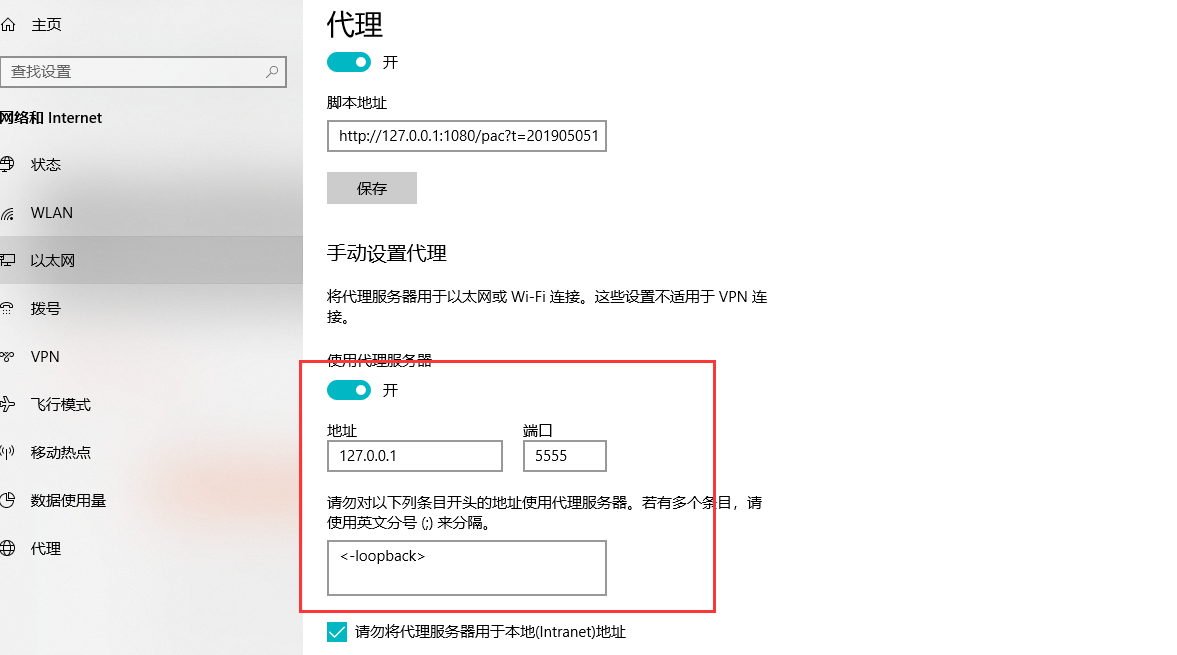 主页
查找设置
网络和 Internet
状态
WLAN
以太网
拨号
VPN
飞行模式
移动热点
数据使用量
代理
代理
开
脚本地址
http://127.0.0.1:1080/pac?t=201905051
保存
手动设置代理
将代理服务器用于以太网或 Wi-Fi 连接。这些设置不适用于 VPN 连
接。
使用代理服务器
开
地址
端口
127.0.0.1
5555
请勿对以下列条目开头的地址使用代理服务器。若有多个条目，请
使用英文分号 (;) 来分隔。
<-loopback>
请勿将代理服务器用于本地(Intranet)地址